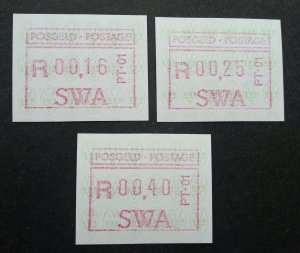 POSGELD - POSTAGE
R 00,16
PT-01
SWA
POSGELD - POSTAGE
R 00,25
PT-01
SWA
POSGELD - POSTAGE
R 00,40
PT-01
SWA